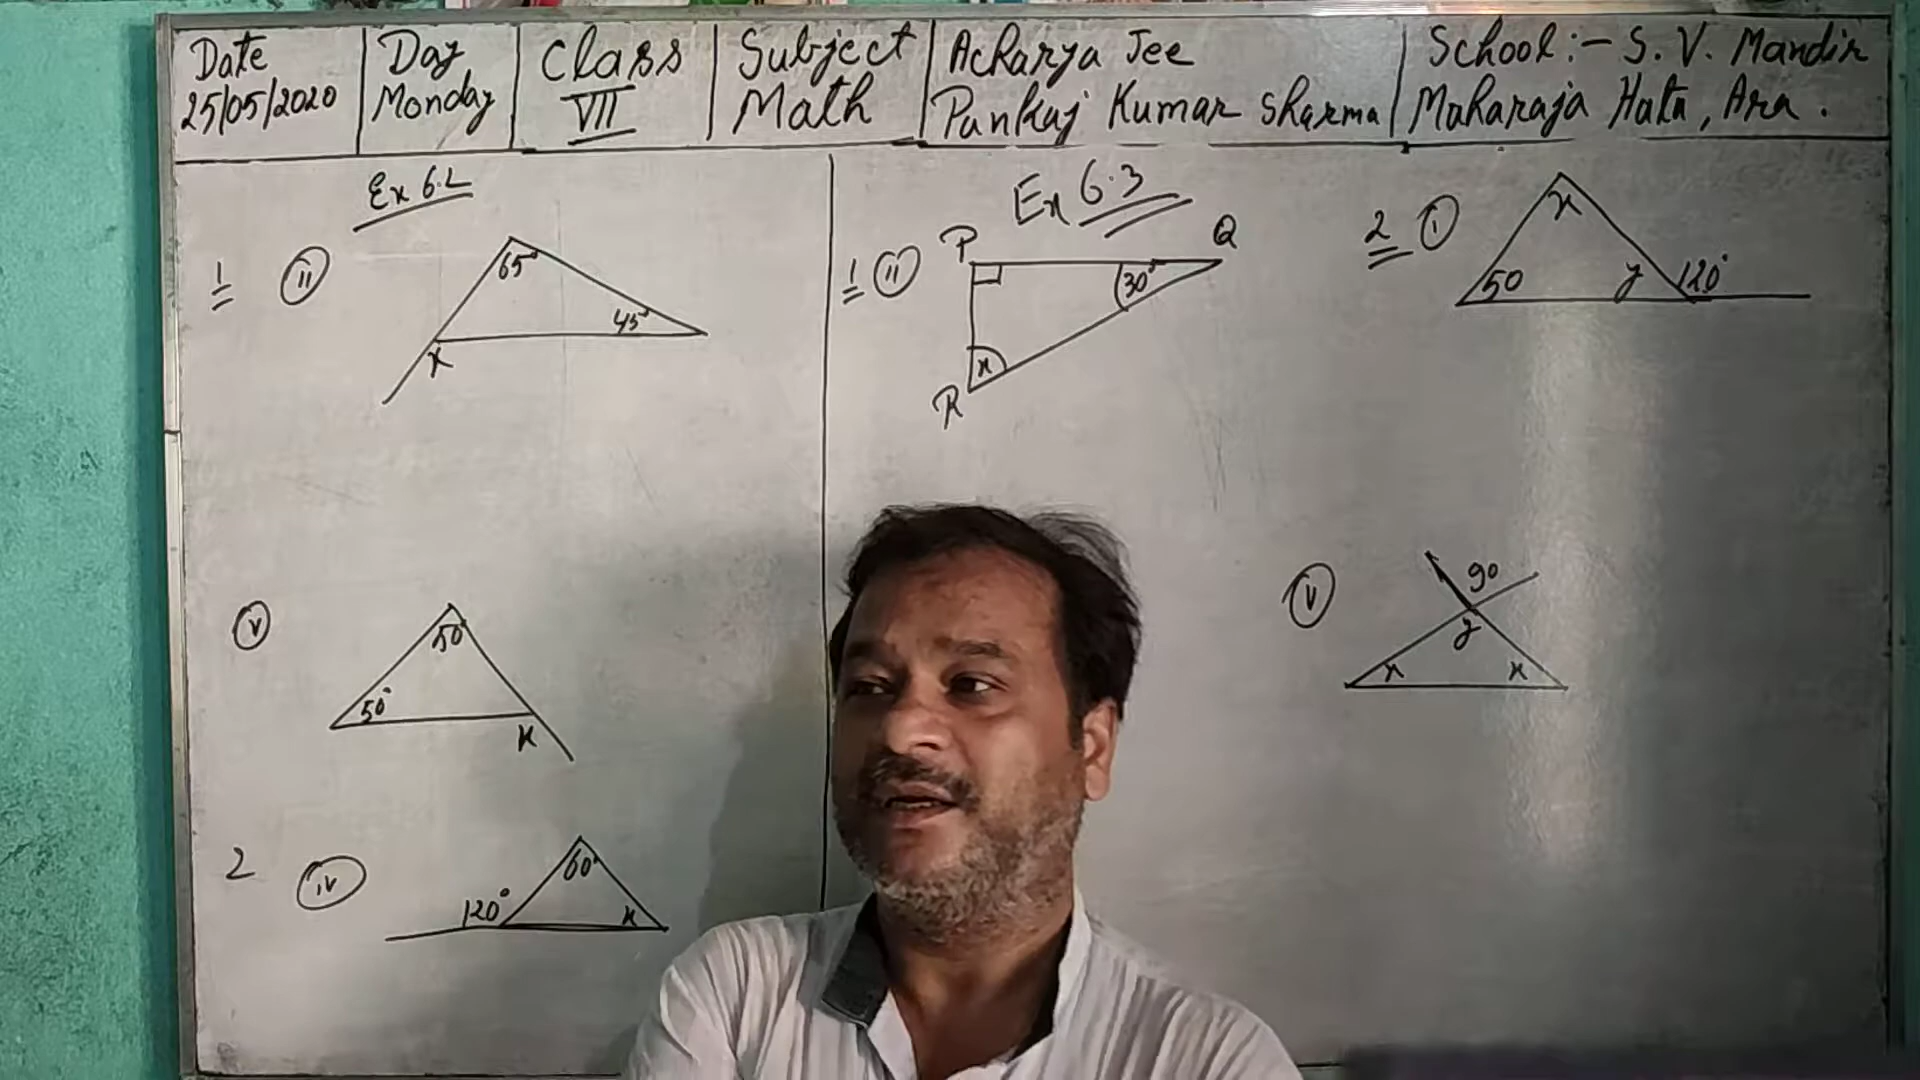 Date
25/05/2020
Day
Monday
Class
VII
Subject
Math
Acharya Jee
Pankaj Kumar Sharma
School:- S. V. Mandir
Maharaja Hata, Ara.
Ex 6.2
1 (ii)
65°
45°
x
(v)
50
50°
x
2 (iv)
60°
120°
x
Ex 6.3
1 (ii)
P
Q
30°
x
R
2 (i)
x
50
y
120°
(v)
90
y
x
x